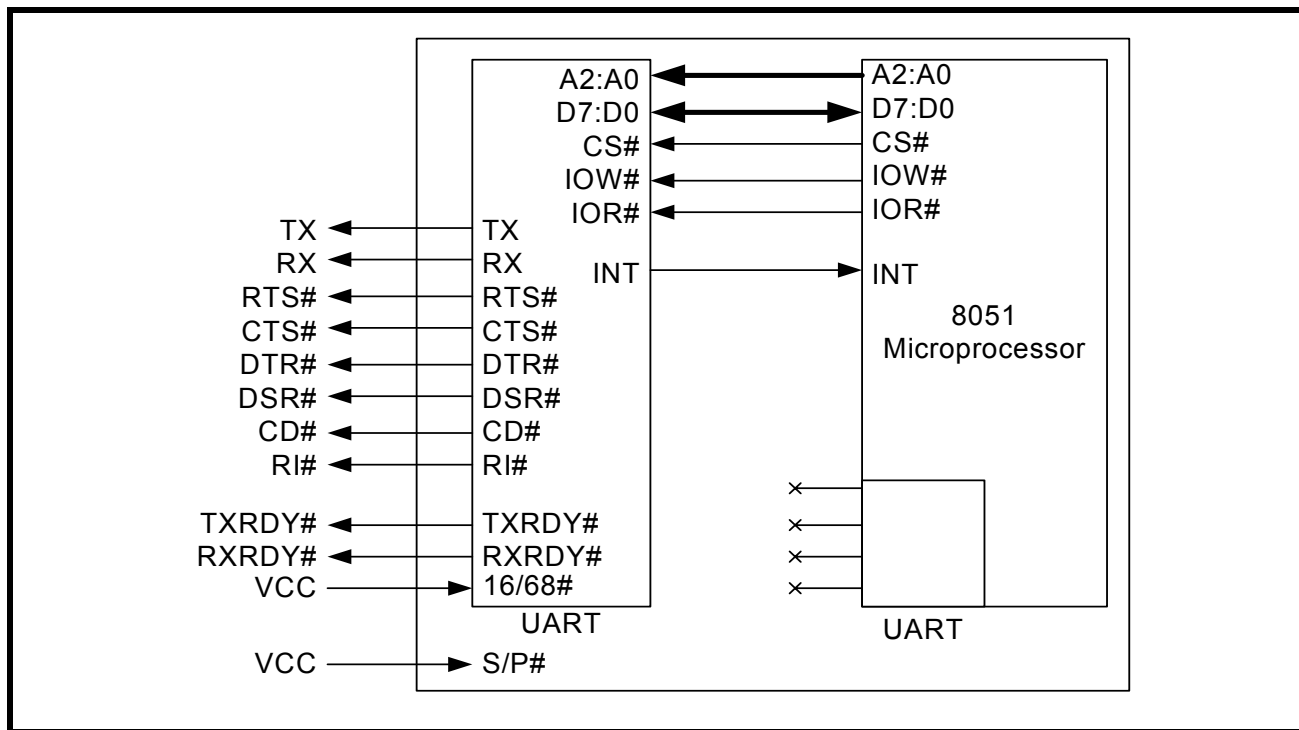 A2:A0 A2:A0
D7:D0 D7:D0
CS# CS#
IOW# IOW#
IOR# IOR#
TX TX
RX RX INT INT
RTS# RTS#
CTS# CTS# 8051
DTR# DTR# Microprocessor
DSR# DSR#
CD# CD#
RI# RI#
TXRDY# TXRDY#
RXRDY# RXRDY#
VCC 16/68#
UART UART
VCC S/P#